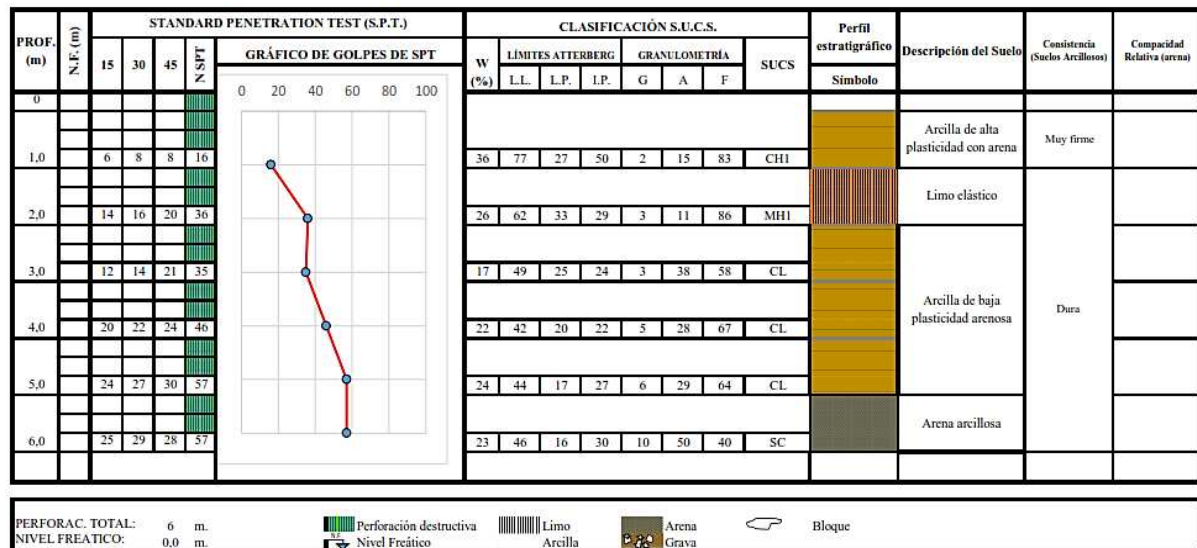 STANDARD PENETRATION TEST (S.P.T.) CLASIFICACIÓN S.U.C.S. Perfil estratigráfico Descripción del Suelo Consistencia (Suelos Arcillosos) Compacidad Relativa (arena)
PROF. (m) N.F. (m) 15 30 45 N SPT GRÁFICO DE GOLPES DE SPT W (%) LÍMITES ATTERBERG GRANULOMETRÍA SUCS
L.L. L.P. I.P. G A F Símbolo
0 20 40 60 80 100
0
Arcilla de alta plasticidad con arena Muy firme
1,0 6 8 8 16 36 77 27 50 2 15 83 CH1
Limo elástico
2,0 14 16 20 36 26 62 33 29 3 11 86 MH1
3,0 12 14 21 35 17 49 25 24 3 38 58 CL
Arcilla de baja plasticidad arenosa Dura
4,0 20 22 24 46 22 42 20 22 5 28 67 CL
5,0 24 27 30 57 24 44 17 27 6 29 64 CL
Arena arcillosa
6,0 25 29 28 57 23 46 16 30 10 50 40 SC
PERFORAC. TOTAL: 6 m. Perforación destructiva Limo Arena Bloque
NIVEL FREATICO: 0,0 m. N.F. Nivel Freático Arcilla Grava